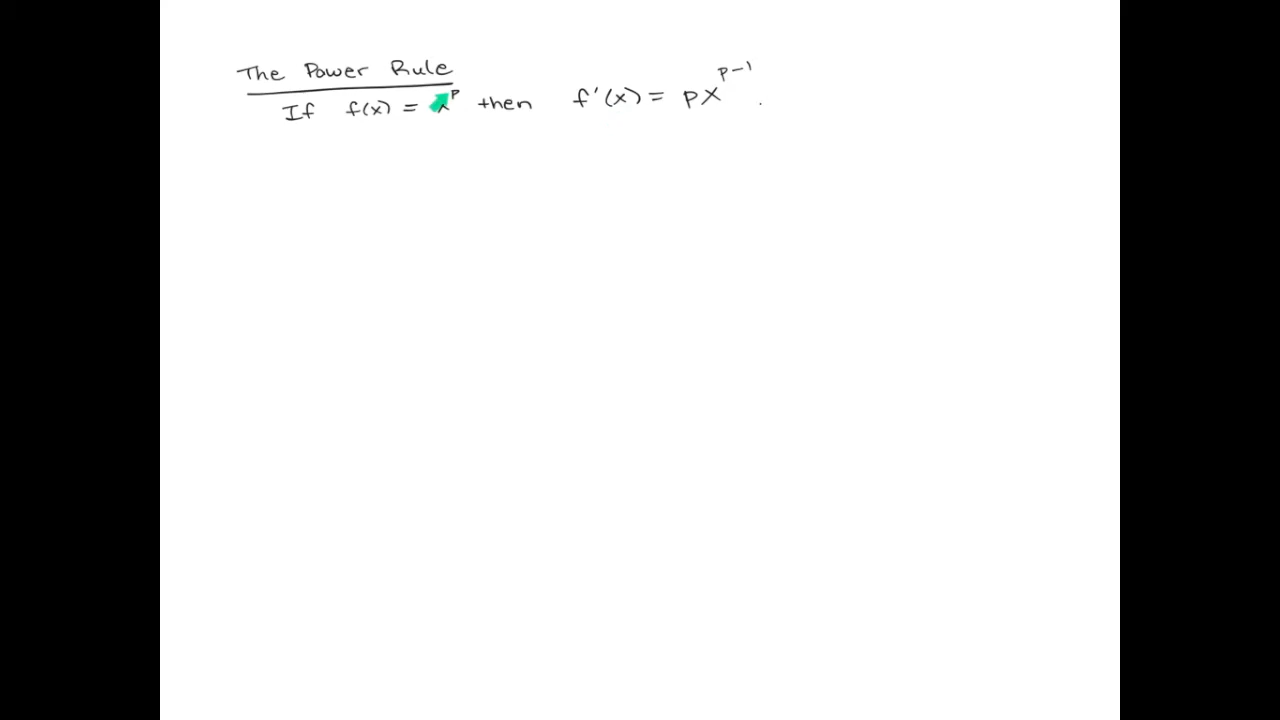 The Power Rule
If f(x) = x^p then f'(x) = px^{p-1}.